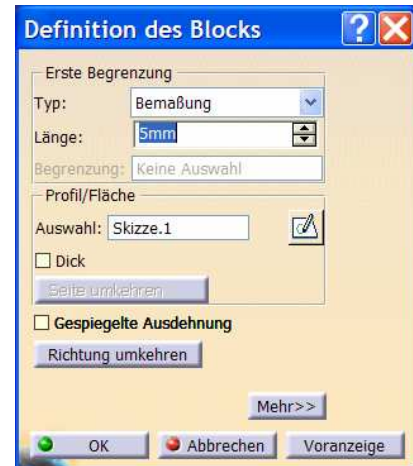 Definition des Blocks
Erste Begrenzung
Typ: Bemaßung
Länge: 5mm
Begrenzung: Keine Auswahl
Profil/Fläche
Auswahl: Skizze.1
Dick
Seite umkehren
Gespiegelte Ausdehnung
Richtung umkehren
Mehr>>
OK Abbrechen Voranzeige